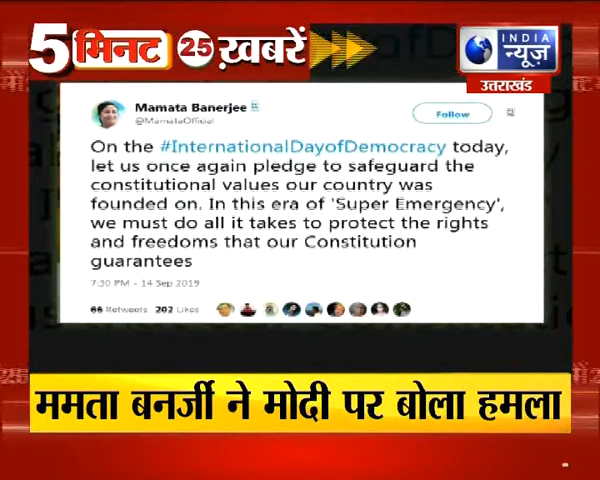 5 मिनट 25 ख़बरें
INDIA
न्यूज़
उत्तराखंड
Mamata Banerjee
@MamataOfficial
Follow
On the #InternationalDayofDemocracy today,
let us once again pledge to safeguard the
constitutional values our country was
founded on. In this era of 'Super Emergency',
we must do all it takes to protect the rights
and freedoms that our Constitution
guarantees
7:30 PM - 14 Sep 2019
66 Retweets 202 Likes
ममता बनर्जी ने मोदी पर बोला हमला